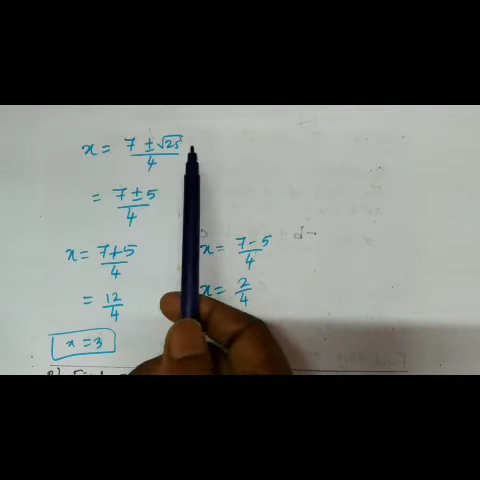 x = 7 ± √25 / 4
= 7 ± 5 / 4
x = 7+5 / 4
x = 7-5 / 4
= 12 / 4
x = 2 / 4
x = 3